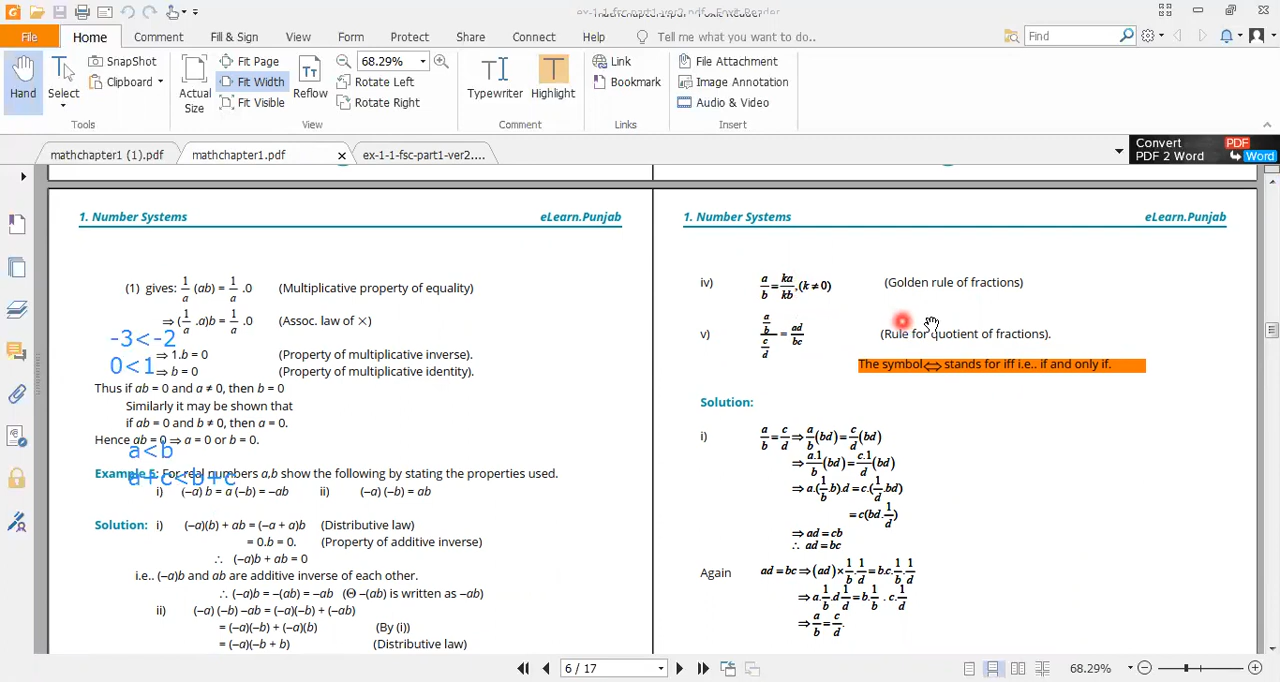 ex-1-1-fsc-part1-ver2.pdf - Foxit Reader
File Home Comment Fill & Sign View Form Protect Share Connect Help Tell me what you want to do.. Find
Hand
Select
SnapShot
Clipboard
Tools
Actual Size
Fit Page
Fit Width
Fit Visible
Reflow
68.29%
Rotate Left
Rotate Right
View
Typewriter
Highlight
Comment
Link
Bookmark
Links
File Attachment
Image Annotation
Audio & Video
Insert
mathchapter1 (1).pdf mathchapter1.pdf ex-1-1-fsc-part1-ver2....
Convert PDF
PDF 2 Word Word
1. Number Systems eLearn.Punjab
(1) gives: 1/a (ab) = 1/a .0 (Multiplicative property of equality)
⇒ (1/a .a)b = 1/a .0 (Assoc. law of ×)
-3<-2
⇒ 1.b = 0 (Property of multiplicative inverse).
0<1
⇒ b = 0 (Property of multiplicative identity).
Thus if ab = 0 and a ≠ 0, then b = 0
Similarly it may be shown that
if ab = 0 and b ≠ 0, then a = 0.
Hence ab = 0 ⇒ a = 0 or b = 0.
a<b
Example 5: For real numbers a,b show the following by stating the properties used.
a+c<b+c
i) (–a) b = a (–b) = –ab ii) (–a) (–b) = ab
Solution: i) (–a)(b) + ab = (–a + a)b (Distributive law)
= 0.b = 0. (Property of additive inverse)
∴ (–a)b + ab = 0
i.e.. (–a)b and ab are additive inverse of each other.
∴ (–a)b = –(ab) = –ab (Θ –(ab) is written as –ab)
ii) (–a) (–b) –ab = (–a)(–b) + (–ab)
= (–a)(–b) + (–a)(b) (By (i))
= (–a)(–b + b) (Distributive law)
1. Number Systems eLearn.Punjab
iv) a/b = ka/kb ,(k ≠ 0) (Golden rule of fractions)
v) (a/b)/(c/d) = ad/bc (Rule for quotient of fractions).
The symbol ⇔ stands for iff i.e.. if and only if.
Solution:
i) a/b = c/d ⇒ a/b (bd) = c/d (bd)
⇒ a.1/b (bd) = c.1/d (bd)
⇒ a.(1/b .b).d = c.(1/d .bd)
= c(bd. 1/d)
⇒ ad = cb
∴ ad = bc
Again ad = bc ⇒ (ad) × 1/b . 1/d = b.c. 1/b . 1/d
⇒ a. 1/b .d 1/d = b. 1/b . c. 1/d
⇒ a/b = c/d.
6 / 17 68.29%